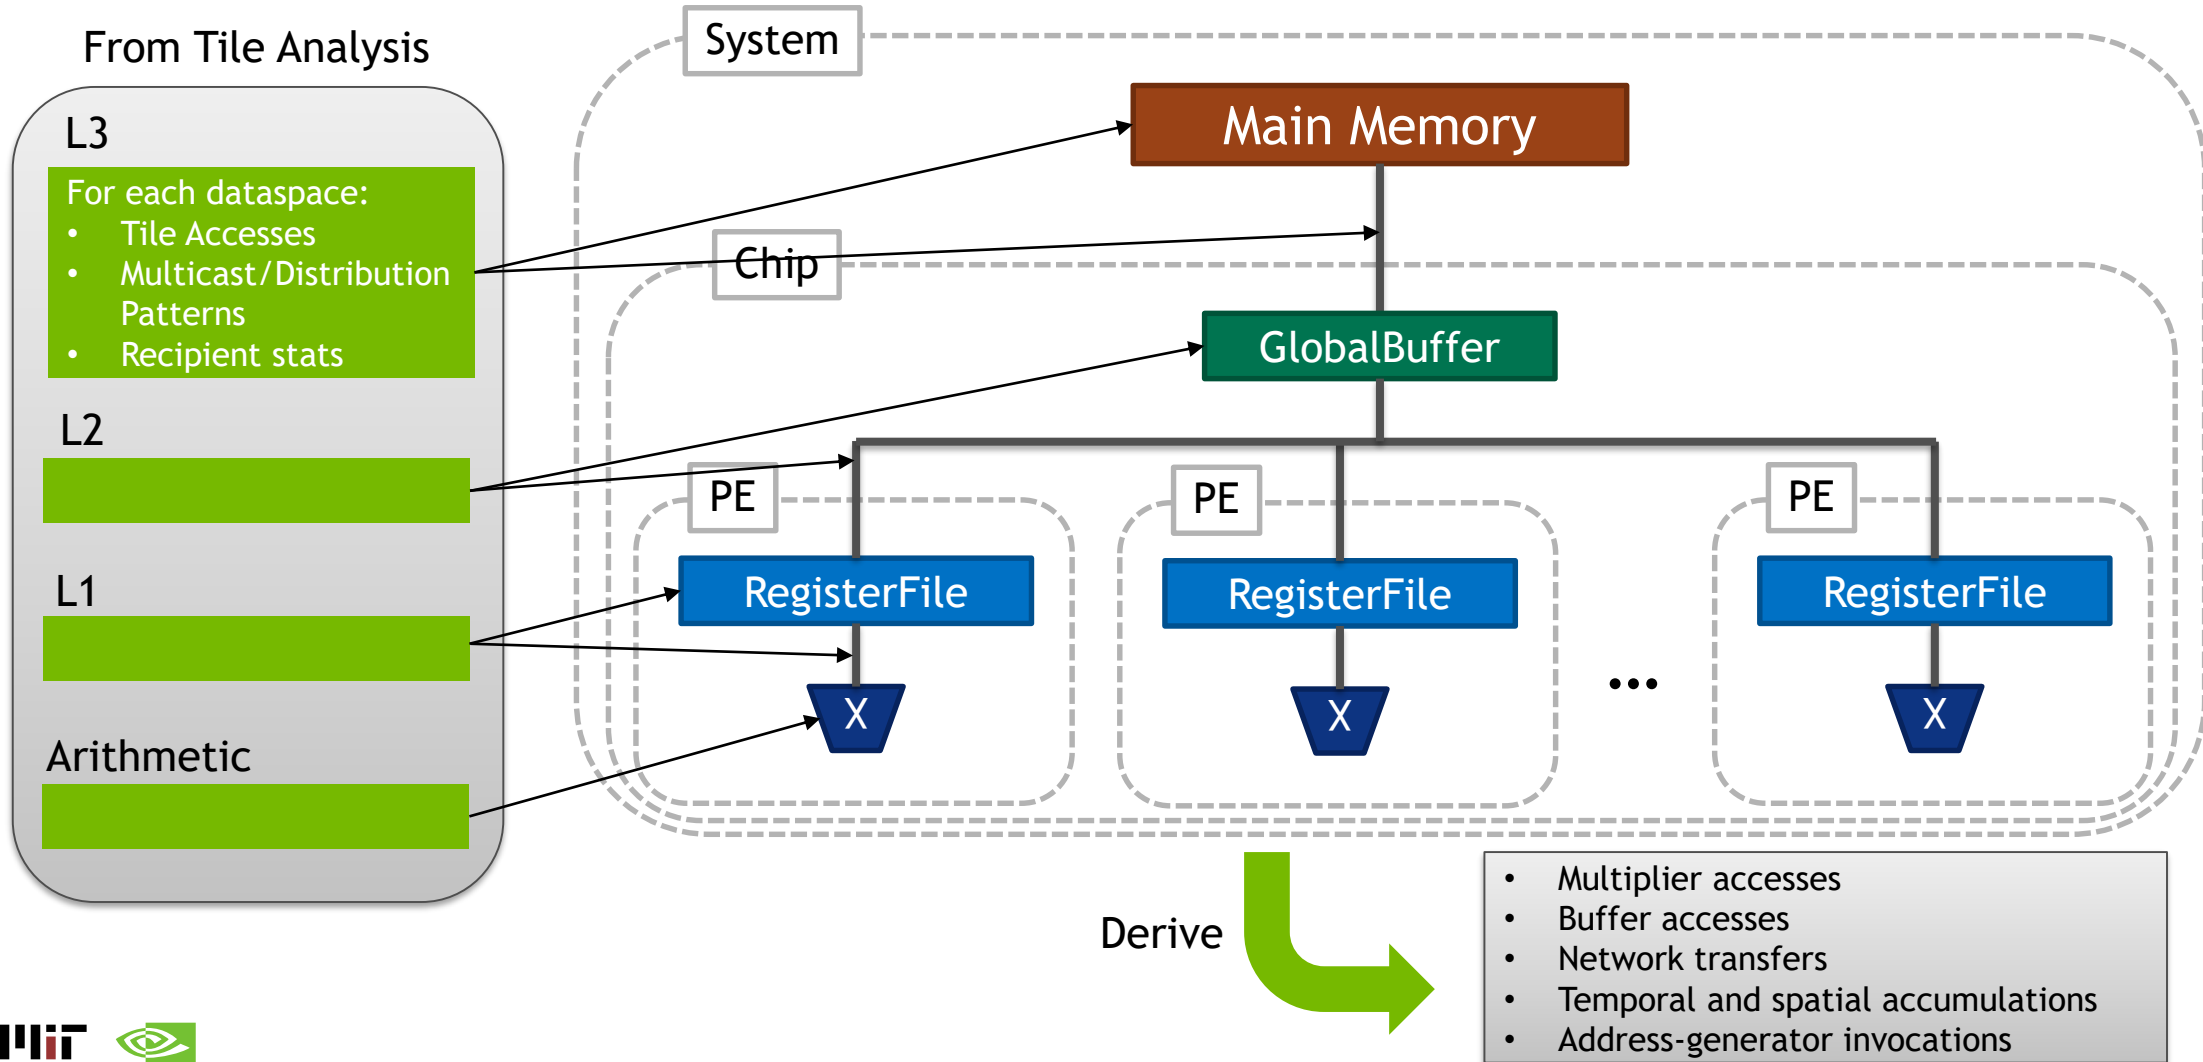 From Tile Analysis
L3
For each dataspace:
• Tile Accesses
• Multicast/Distribution
Patterns
• Recipient stats
L2
L1
Arithmetic
System
Main Memory
Chip
GlobalBuffer
PE
PE
PE
RegisterFile
RegisterFile
RegisterFile
...
X
X
X
Derive
• Multiplier accesses
• Buffer accesses
• Network transfers
• Temporal and spatial accumulations
• Address-generator invocations
MIT